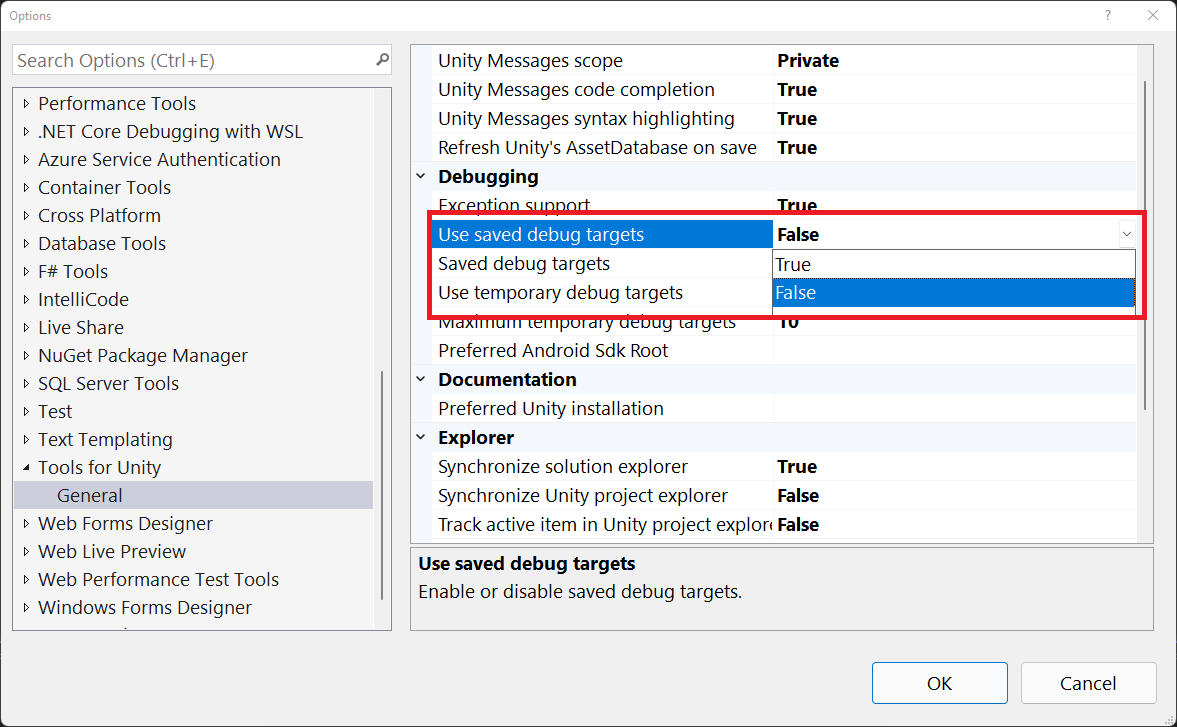 Options
?
Search Options (Ctrl+E)
Performance Tools
.NET Core Debugging with WSL
Azure Service Authentication
Container Tools
Cross Platform
Database Tools
F# Tools
IntelliCode
Live Share
NuGet Package Manager
SQL Server Tools
Test
Text Templating
Tools for Unity
General
Web Forms Designer
Web Live Preview
Web Performance Test Tools
Windows Forms Designer
Unity Messages scope Private
Unity Messages code completion True
Unity Messages syntax highlighting True
Refresh Unity's AssetDatabase on save True
Debugging
Exception support True
Use saved debug targets False
Saved debug targets True
Use temporary debug targets False
Maximum temporary debug targets 10
Preferred Android Sdk Root
Documentation
Preferred Unity installation
Explorer
Synchronize solution explorer True
Synchronize Unity project explorer False
Track active item in Unity project explore False
Use saved debug targets
Enable or disable saved debug targets.
OK Cancel